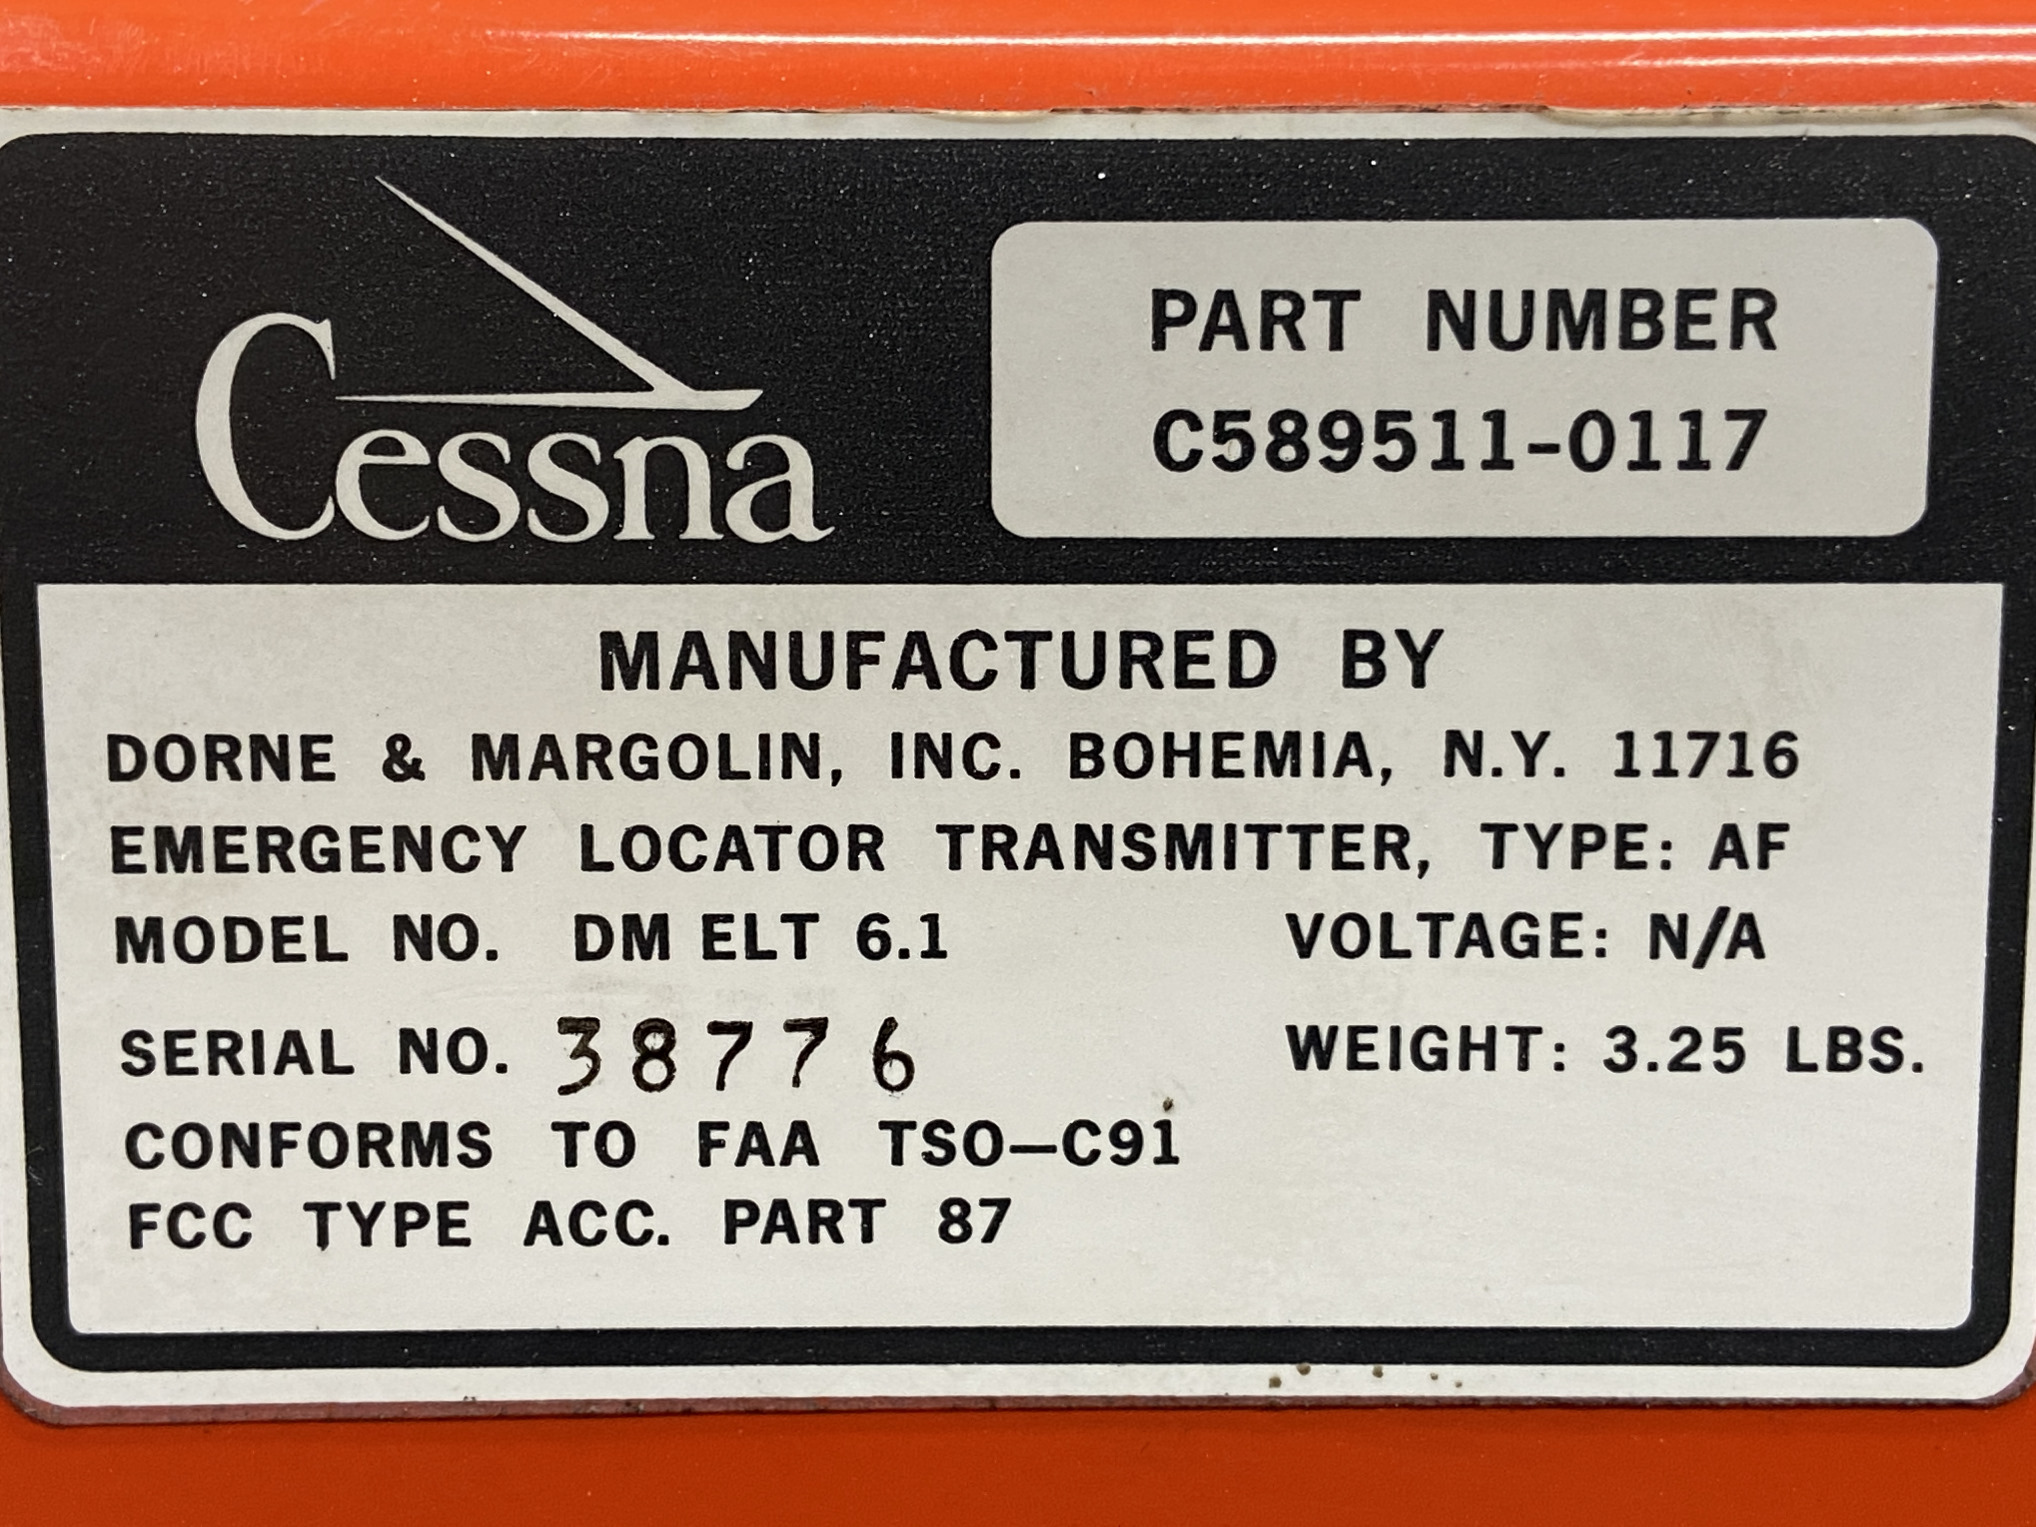 Cessna
PART NUMBER
C589511-0117
MANUFACTURED BY
DORNE & MARGOLIN, INC. BOHEMIA, N.Y. 11716
EMERGENCY LOCATOR TRANSMITTER, TYPE: AF
MODEL NO. DM ELT 6.1 VOLTAGE: N/A
SERIAL NO. 38776 WEIGHT: 3.25 LBS.
CONFORMS TO FAA TSO—C91
FCC TYPE ACC. PART 87